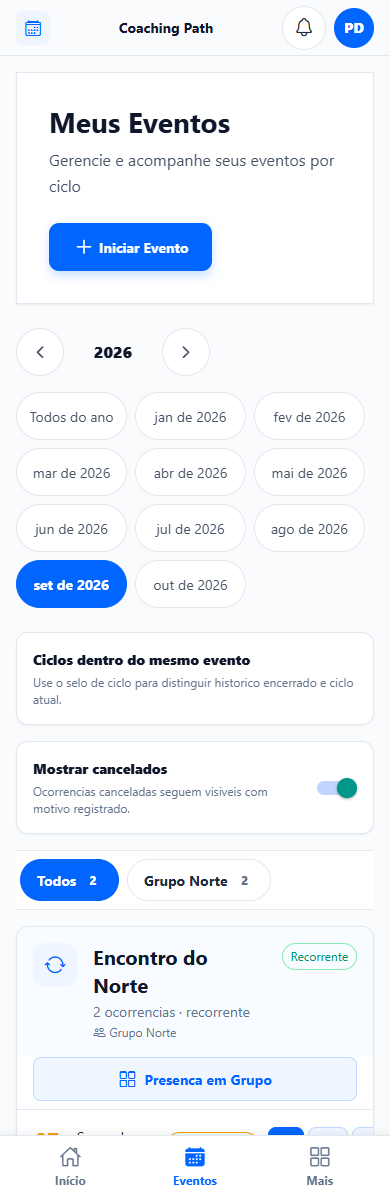 Coaching Path
PD
Meus Eventos
Gerencie e acompanhe seus eventos por
ciclo
Iniciar Evento
2026
Todos do ano
jan de 2026
fev de 2026
mar de 2026
abr de 2026
mai de 2026
jun de 2026
jul de 2026
ago de 2026
set de 2026
out de 2026
Ciclos dentro do mesmo evento
Use o selo de ciclo para distinguir historico encerrado e ciclo
atual.
Mostrar cancelados
Ocorrencias canceladas seguem visiveis com
motivo registrado.
Todos 2
Grupo Norte 2
Encontro do
Norte
Recorrente
2 ocorrencias · recorrente
Grupo Norte
Presenca em Grupo
Início
Eventos
Mais